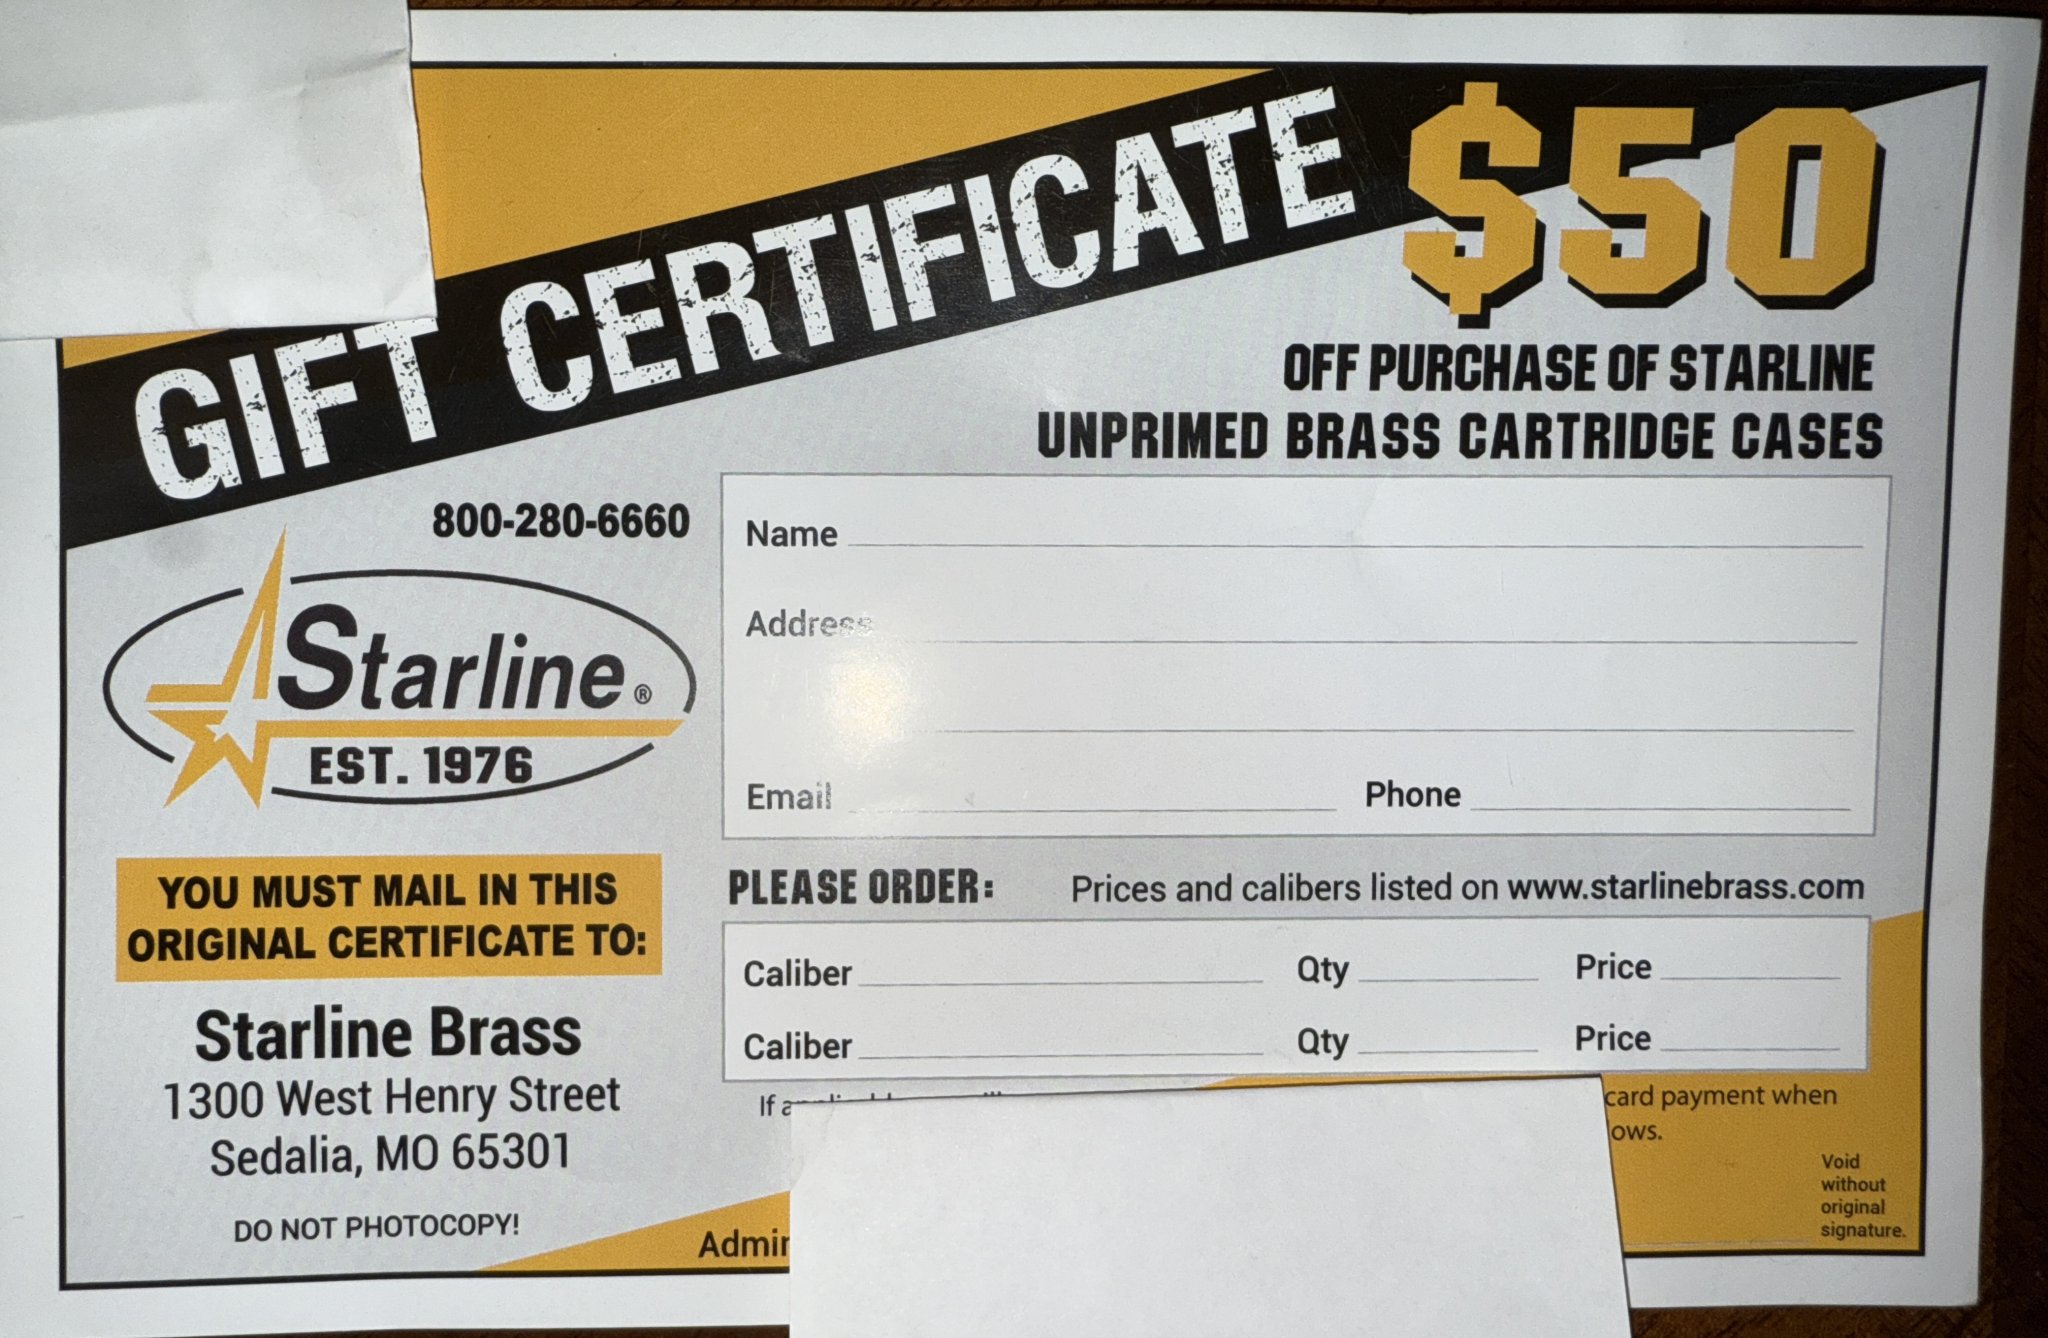 GIFT CERTIFICATE
$50
OFF PURCHASE OF STARLINE
UNPRIMED BRASS CARTRIDGE CASES
800-280-6660
Starline®
EST. 1976
YOU MUST MAIL IN THIS
ORIGINAL CERTIFICATE TO:
Starline Brass
1300 West Henry Street
Sedalia, MO 65301
DO NOT PHOTOCOPY!
Name
Address
Email Phone
PLEASE ORDER: Prices and calibers listed on www.starlinebrass.com
Caliber Qty Price
Caliber Qty Price
If card payment when
Void
without
original
signature.